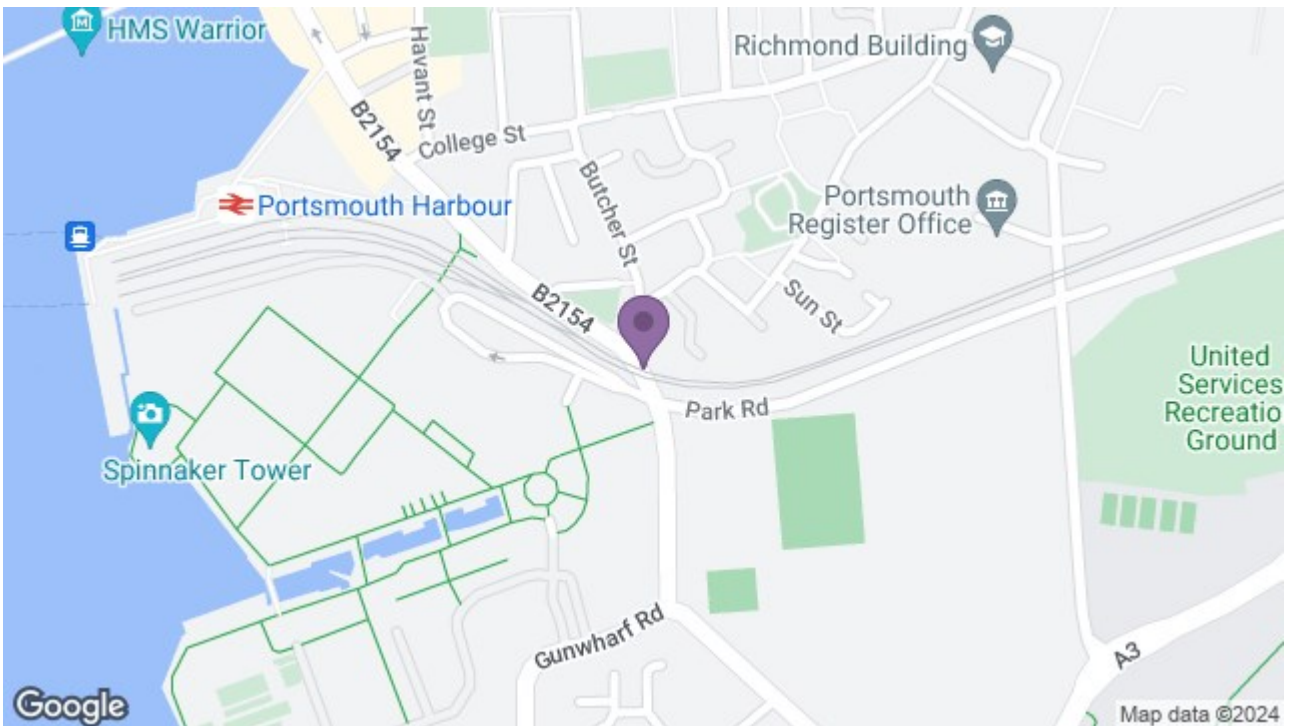 HMS Warrior
Havant St
Richmond Building
B2154
College St
Butcher St
Portsmouth
Register Office
Portsmouth Harbour
B2154
Sun St
United
Services
Recreatio
Ground
Park Rd
Spinnaker Tower
Gunwharf Rd
A3
Google
Map data ©2024